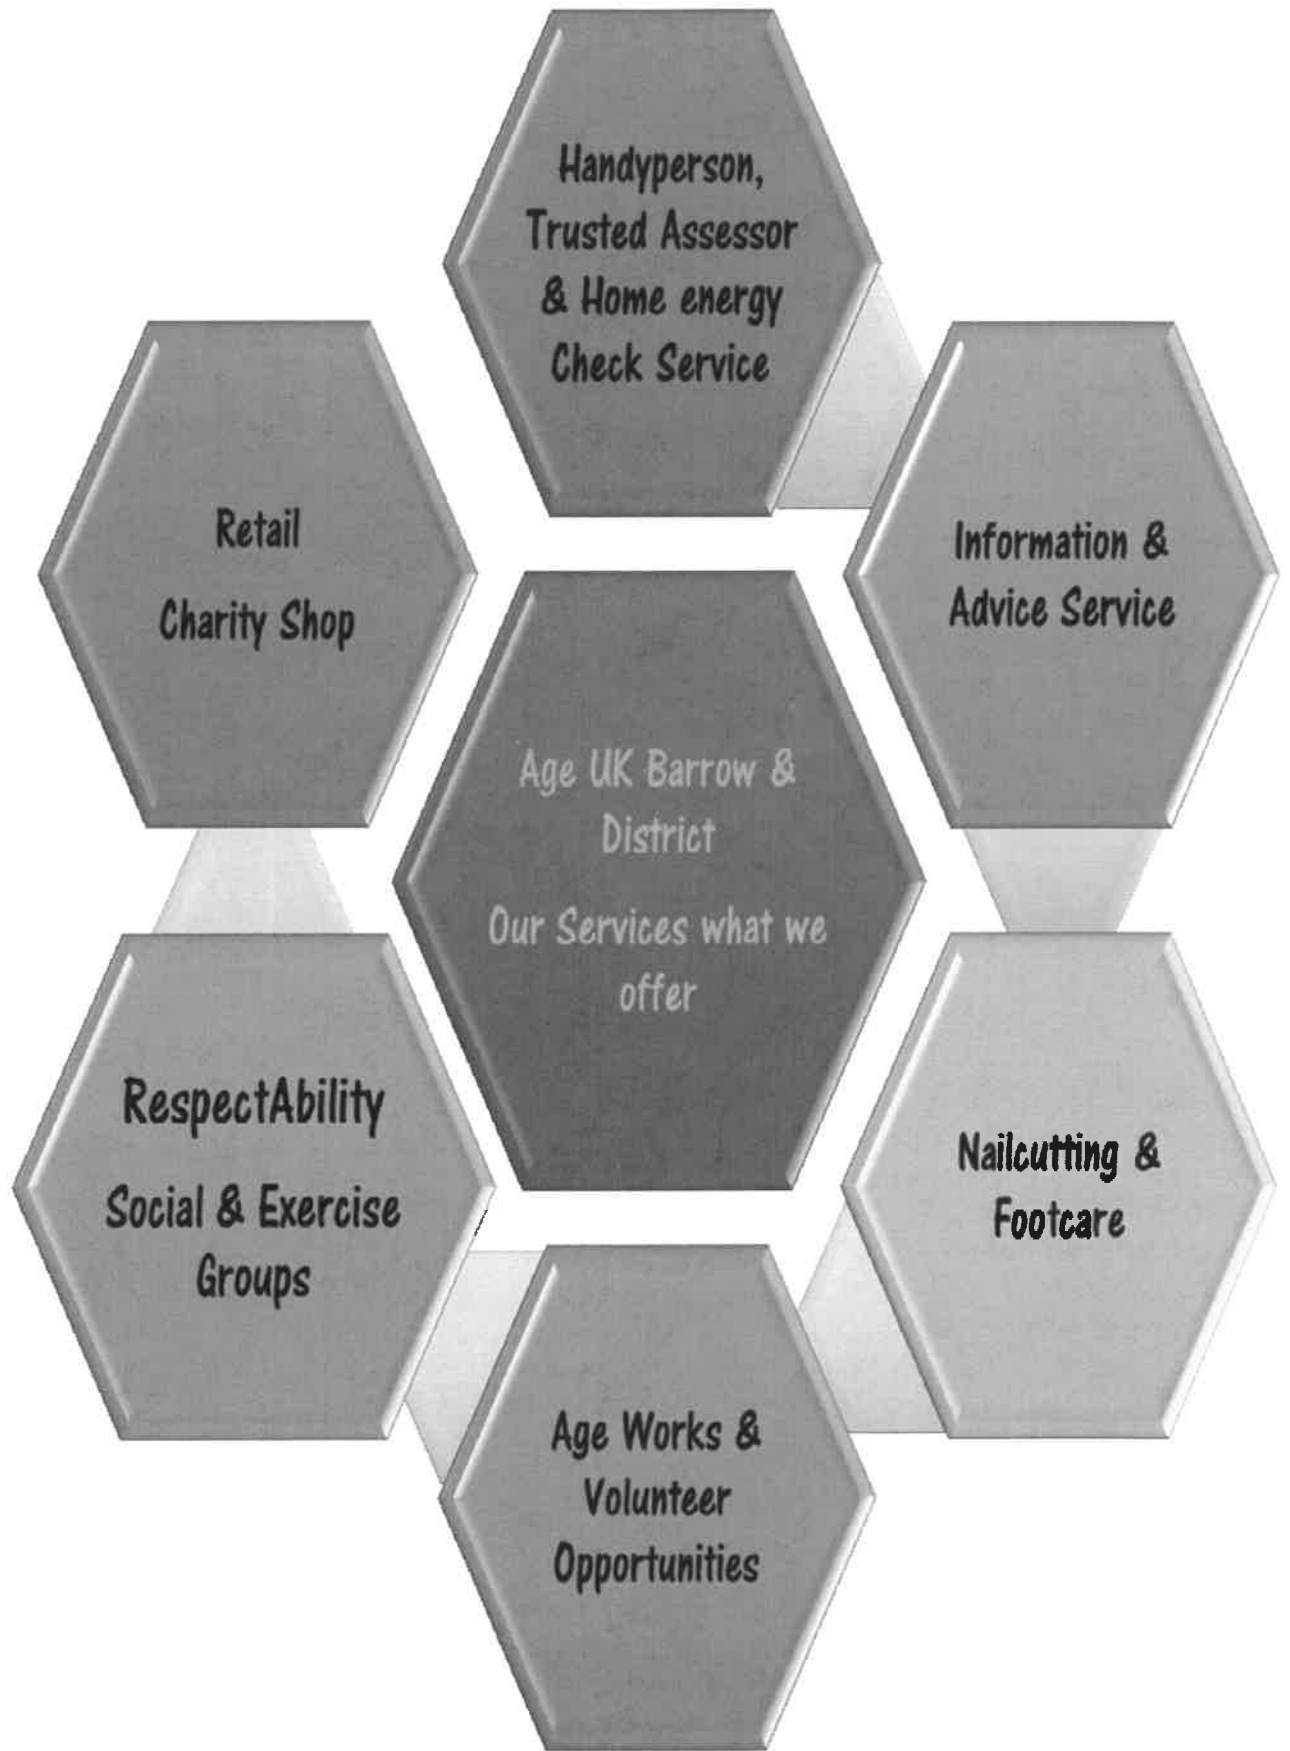 Handyperson,
Trusted Assessor
& Home energy
Check Service
Retail
Charity Shop
Information &
Advice Service
Age UK Barrow &
District
Our Services what we
offer
RespectAbility
Social & Exercise
Groups
Nailcutting &
Footcare
Age Works &
Volunteer
Opportunities